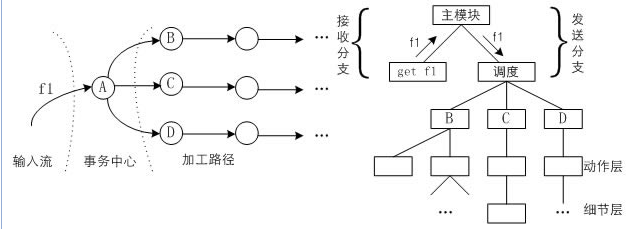 f1
A
B
C
D
...
...
...
输入流
事务中心
加工路径
接收分支
主模块
f1
f1
get f1
调度
发送分支
B
C
D
动作层
...
...
细节层